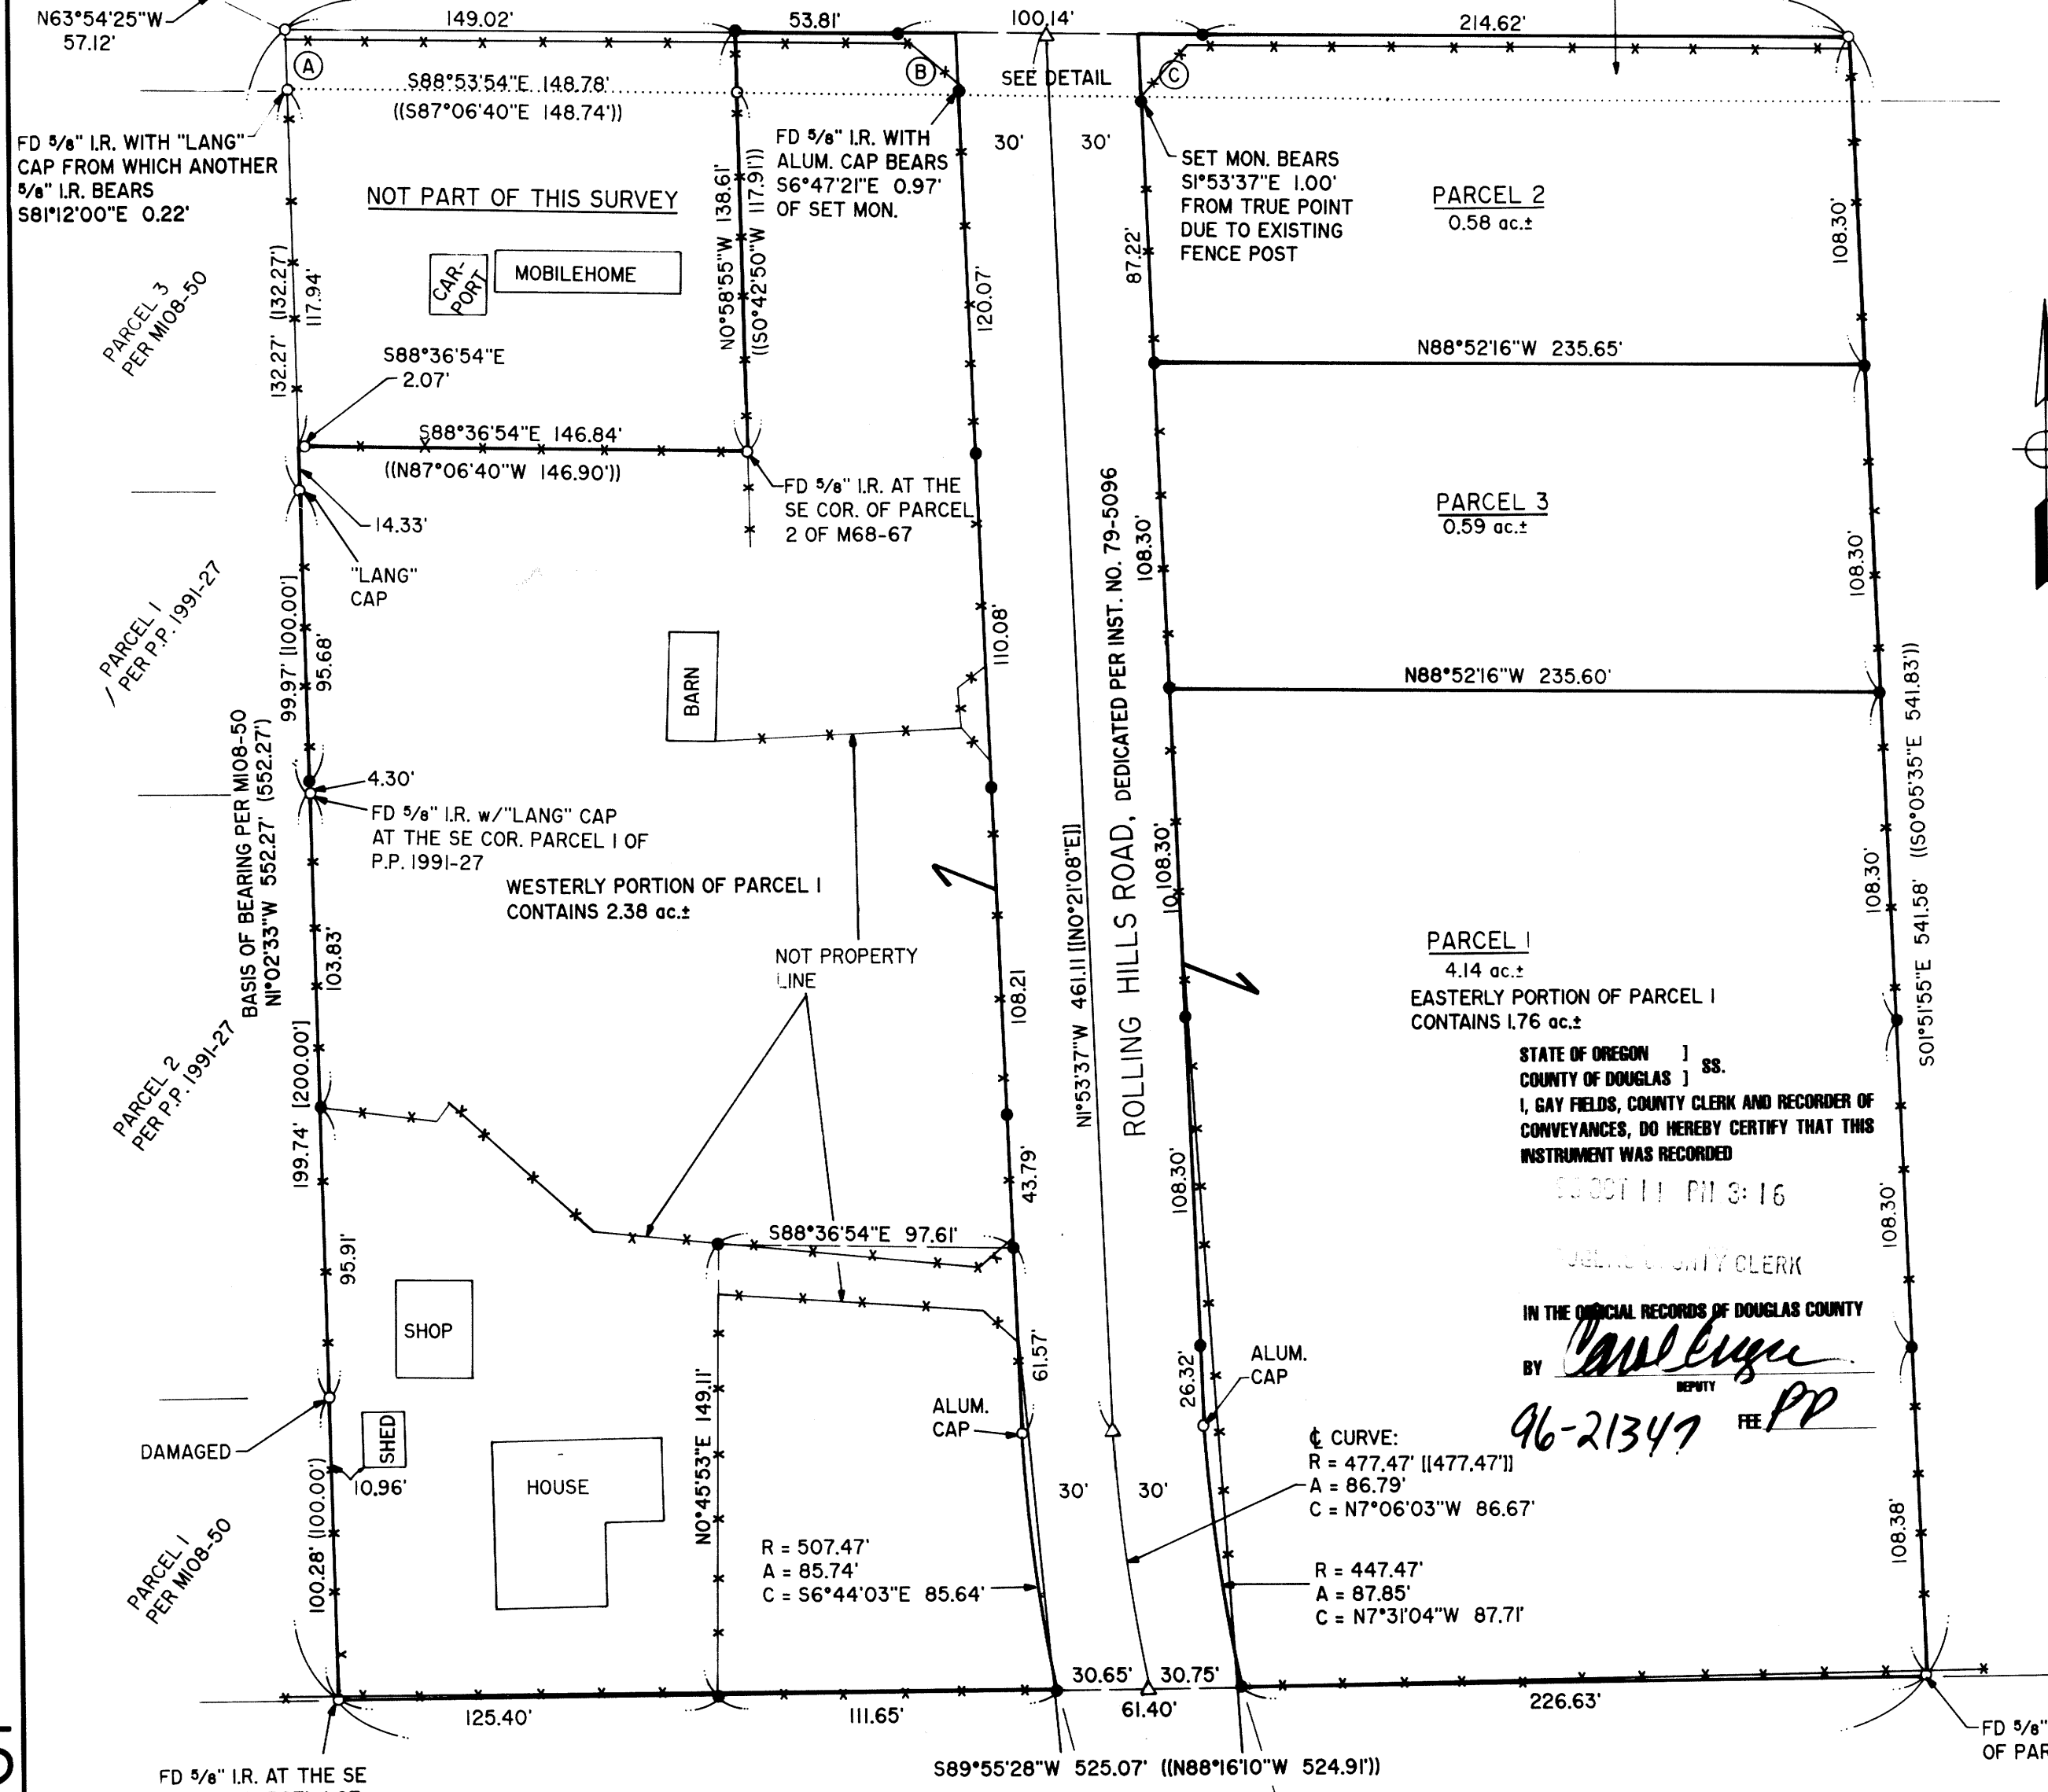 N63°54'25"W
57.12'
149.02'
53.81'
100.14'
214.62'
A
B
C
S88°53'54"E 148.78'
((S87°06'40"E 148.74'))
SEE DETAIL
FD 5/8" I.R. WITH "LANG"
CAP FROM WHICH ANOTHER
5/8" I.R. BEARS
S81°12'00"E 0.22'
NOT PART OF THIS SURVEY
FD 5/8" I.R. WITH
ALUM. CAP BEARS
S6°47'21"E 0.97'
OF SET MON.
30'
30'
SET MON. BEARS
S1°53'37"E 1.00'
FROM TRUE POINT
DUE TO EXISTING
FENCE POST
PARCEL 2
0.58 ac.±
108.30'
87.22'
N0°58'55"W 138.61'
((S0°42'50"W 117.91'))
CAR-
PORT
MOBILEHOME
120.07'
PARCEL 3
PER M108-50
132.27' (132.27')
117.94'
S88°36'54"E
2.07'
N88°52'16"W 235.65'
S88°36'54"E 146.84'
((N87°06'40"W 146.90'))
14.33'
"LANG"
CAP
FD 5/8" I.R. AT THE
SE COR. OF PARCEL
2 OF M68-67
PARCEL 3
0.59 ac.±
108.30'
108.30'
PARCEL 1
PER P.P. 1991-27
99.97' [100.00']
95.68'
BARN
110.08'
N88°52'16"W 235.60'
S01°51'55"E 541.58' ((S0°05'35"E 541.83'))
4.30'
FD 5/8" I.R. w/"LANG" CAP
AT THE SE COR. PARCEL 1 OF
P.P. 1991-27
BASIS OF BEARING PER M108-50
N1°02'33"W 552.27' (552.27')
WESTERLY PORTION OF PARCEL 1
CONTAINS 2.38 ac.±
NOT PROPERTY
LINE
103.83'
108.21
N1°53'37"W 461.11 [[N0°21'08"E]]
ROLLING HILLS ROAD, DEDICATED PER INST. NO. 79-5096
108.30'
108.30'
PARCEL 1
4.14 ac.±
EASTERLY PORTION OF PARCEL 1
CONTAINS 1.76 ac.±
STATE OF OREGON ]
SS.
COUNTY OF DOUGLAS ]
I, GAY FIELDS, COUNTY CLERK AND RECORDER OF
CONVEYANCES, DO HEREBY CERTIFY THAT THIS
INSTRUMENT WAS RECORDED
OCT 11 PM 3:16
COUNTY CLERK
IN THE OFFICIAL RECORDS OF DOUGLAS COUNTY
BY
DEPUTY
96-21347
FEE PP
PARCEL 2
PER P.P. 1991-27
199.74' [200.00']
43.79'
108.30'
108.30'
S88°36'54"E 97.61'
95.91'
SHOP
61.57'
26.32'
ALUM.
CAP
ALUM.
CAP
DAMAGED
SHED
10.96'
HOUSE
N0°45'53"E 149.11'
30'
30'
℄ CURVE:
R = 477.47' [[477.47']]
A = 86.79'
C = N7°06'03"W 86.67'
R = 507.47'
A = 85.74'
C = S6°44'03"E 85.64'
R = 447.47'
A = 87.85'
C = N7°31'04"W 87.71'
108.38'
PARCEL 1
PER M108-50
100.28' (100.00')
30.65'
30.75'
61.40'
125.40'
111.65'
226.63'
S89°55'28"W 525.07' ((N88°16'10"W 524.91'))
FD 5/8" I.R. AT THE SE
FD 5/8"
OF PAR